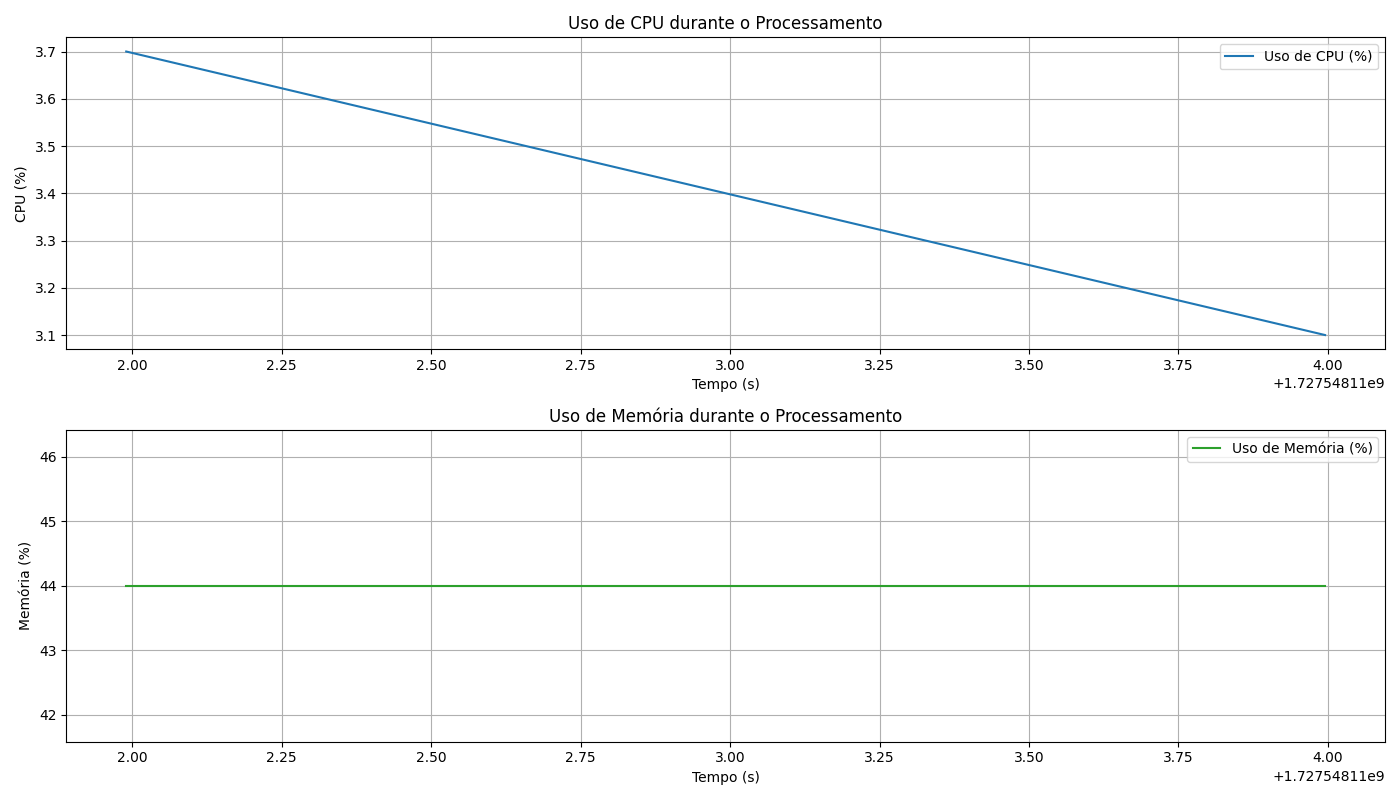 Uso de CPU durante o Processamento
Uso de CPU (%)
CPU (%)
3.7
3.6
3.5
3.4
3.3
3.2
3.1
2.00 2.25 2.50 2.75 3.00 3.25 3.50 3.75 4.00
Tempo (s)
+1.72754811e9
Uso de Memória durante o Processamento
Uso de Memória (%)
Memória (%)
46
45
44
43
42
2.00 2.25 2.50 2.75 3.00 3.25 3.50 3.75 4.00
Tempo (s)
+1.72754811e9